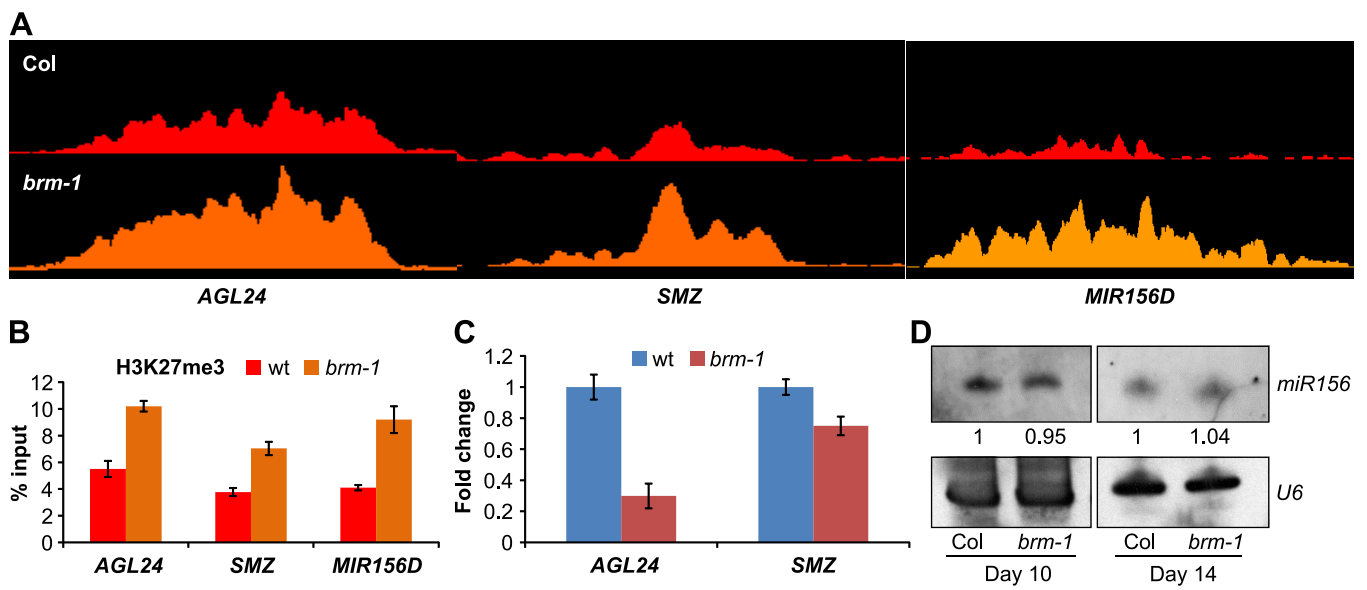 A
Col
brm-1
AGL24 SMZ MIR156D
B
H3K27me3 wt brm-1
% input
12
10
8
6
4
2
0
AGL24 SMZ MIR156D
C
wt brm-1
Fold change
1.2
1
0.8
0.6
0.4
0.2
0
AGL24 SMZ
D
miR156
1 0.95 1 1.04
U6
Col brm-1 Col brm-1
Day 10 Day 14